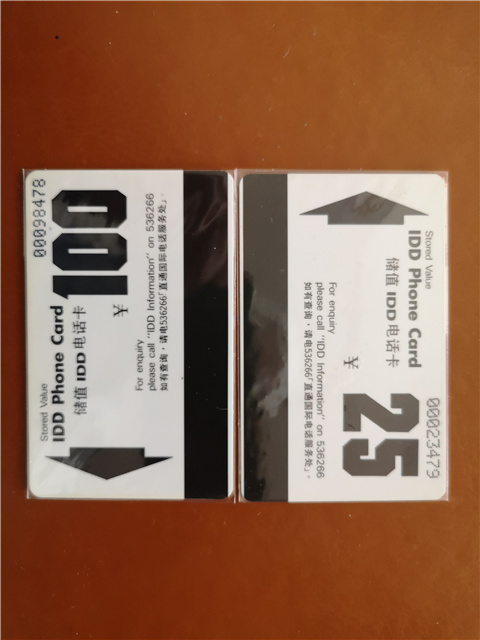 00098478
Stored Value
IDD Phone Card
储值 IDD 电话卡
¥
100
For enquiry
please call "IDD Information" on 536266
如有查询，请电536266「直通国际电话服务处」。
Stored Value
IDD Phone Card
储值 IDD 电话卡
¥
25
00023479
For enquiry
please call "IDD Information" on 536266
如有查询，请电536266「直通国际电话服务处」。